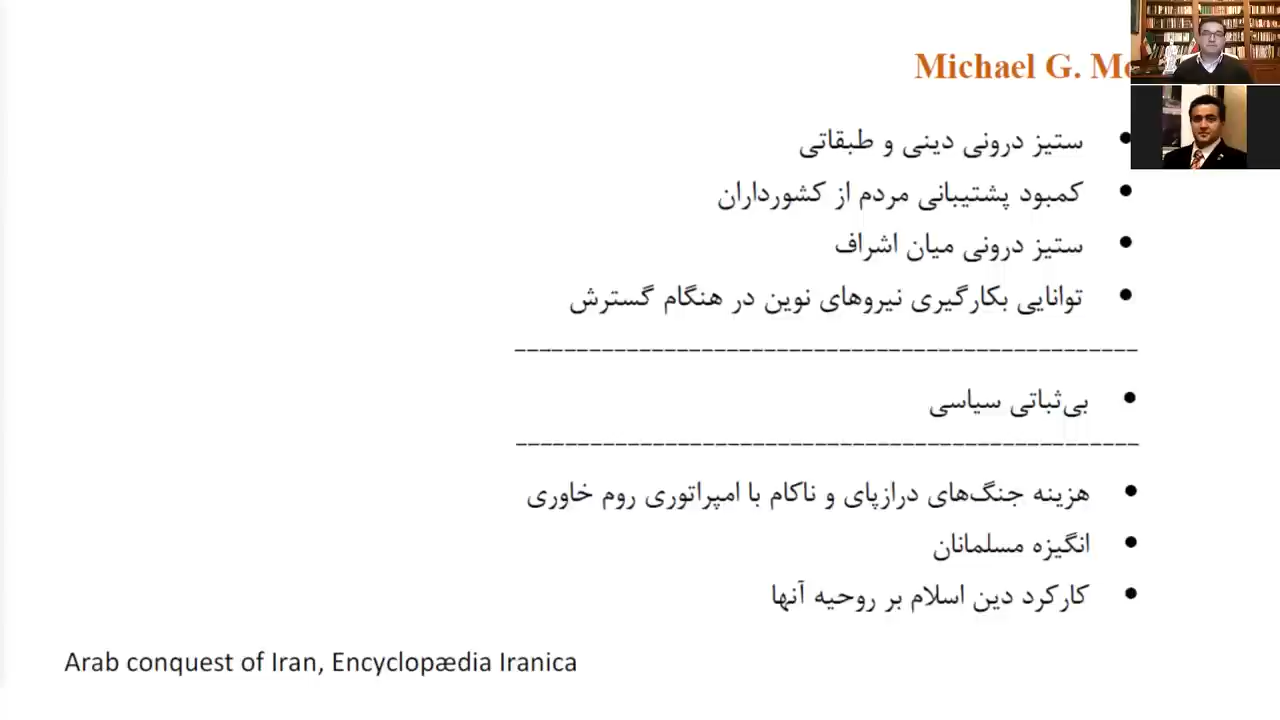 Michael G.
• ستیز درونی دینی و طبقاتی
• کمبود پشتیبانی مردم از کشورداران
• ستیز درونی میان اشراف
• توانایی بکارگیری نیروهای نوین در هنگام گسترش
--------------------------------------------------
• بی‌ثباتی سیاسی
--------------------------------------------------
• هزینه جنگ‌های درازپای و ناکام با امپراتوری روم خاوری
• انگیزه مسلمانان
• کارکرد دین اسلام بر روحیه آنها
Arab conquest of Iran, Encyclopædia Iranica